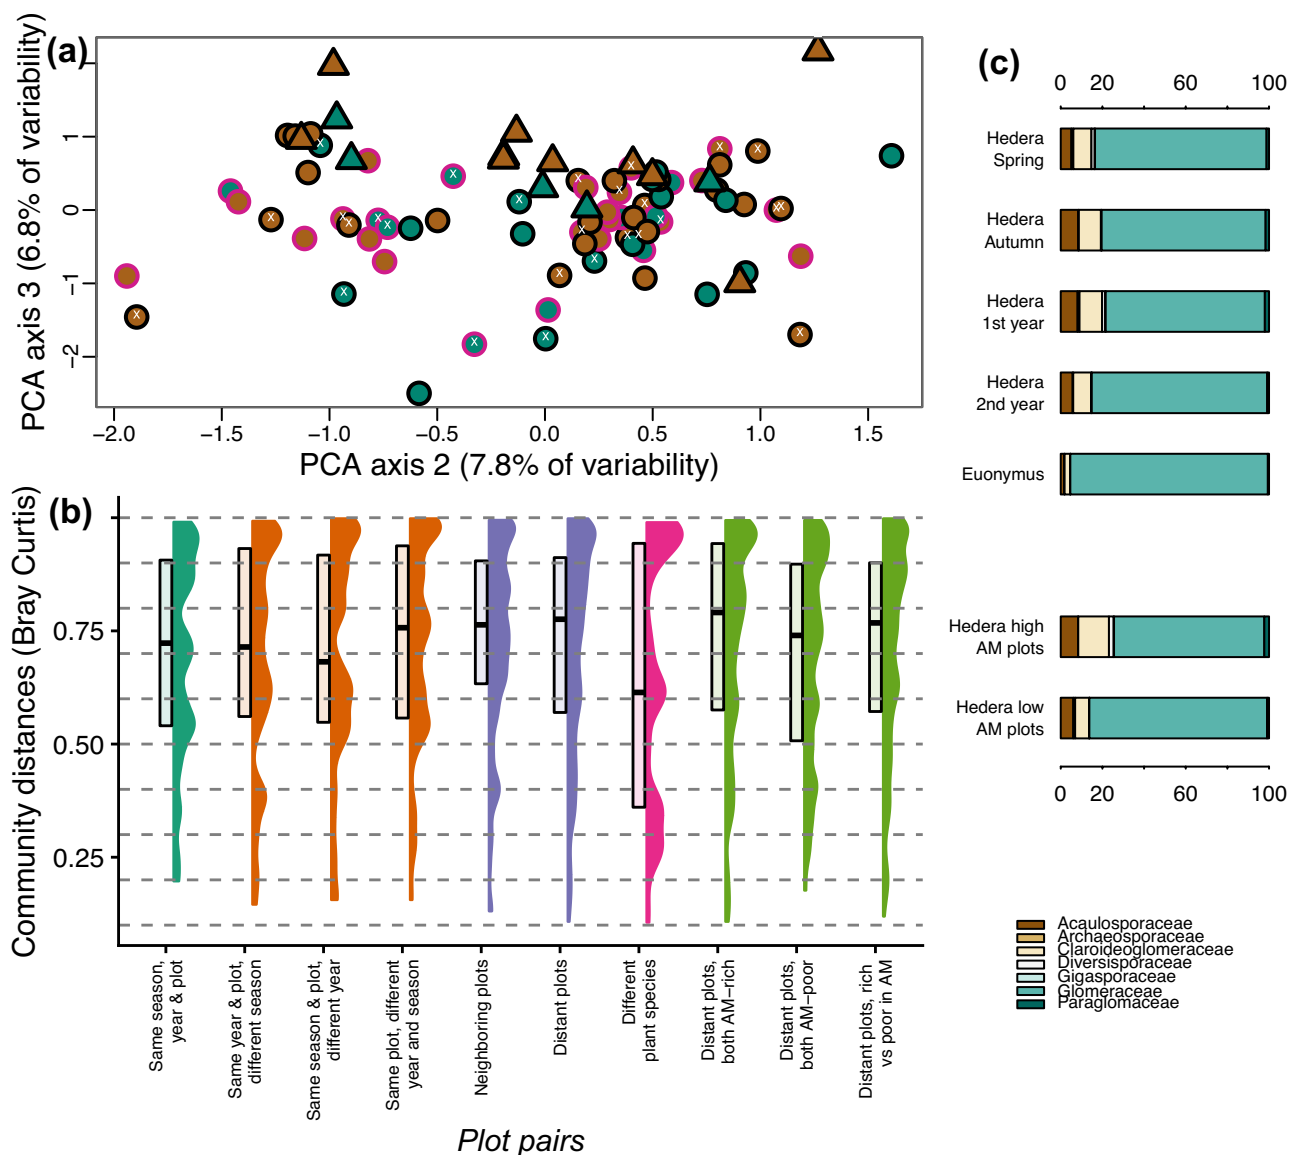 (a)
PCA axis 3 (6.8% of variability)
1
0
−1
−2
−2.0 −1.5 −1.0 −0.5 0.0 0.5 1.0 1.5
PCA axis 2 (7.8% of variability)
(b)
Community distances (Bray Curtis)
0.75
0.50
0.25
Same season,
year & plot
Same year & plot,
different season
Same season & plot,
different year
Same plot, different
year and season
Neighboring plots
Distant plots
Different
plant species
Distant plots,
both AM−rich
Distant plots,
both AM−poor
Distant plots, rich
vs poor in AM
Plot pairs
(c)
0 20 60 100
Hedera
Spring
Hedera
Autumn
Hedera
1st year
Hedera
2nd year
Euonymus
Hedera high
AM plots
Hedera low
AM plots
0 20 60 100
Acaulosporaceae
Archaeosporaceae
Claroideoglomeraceae
Diversisporaceae
Gigasporaceae
Glomeraceae
Paraglomaceae